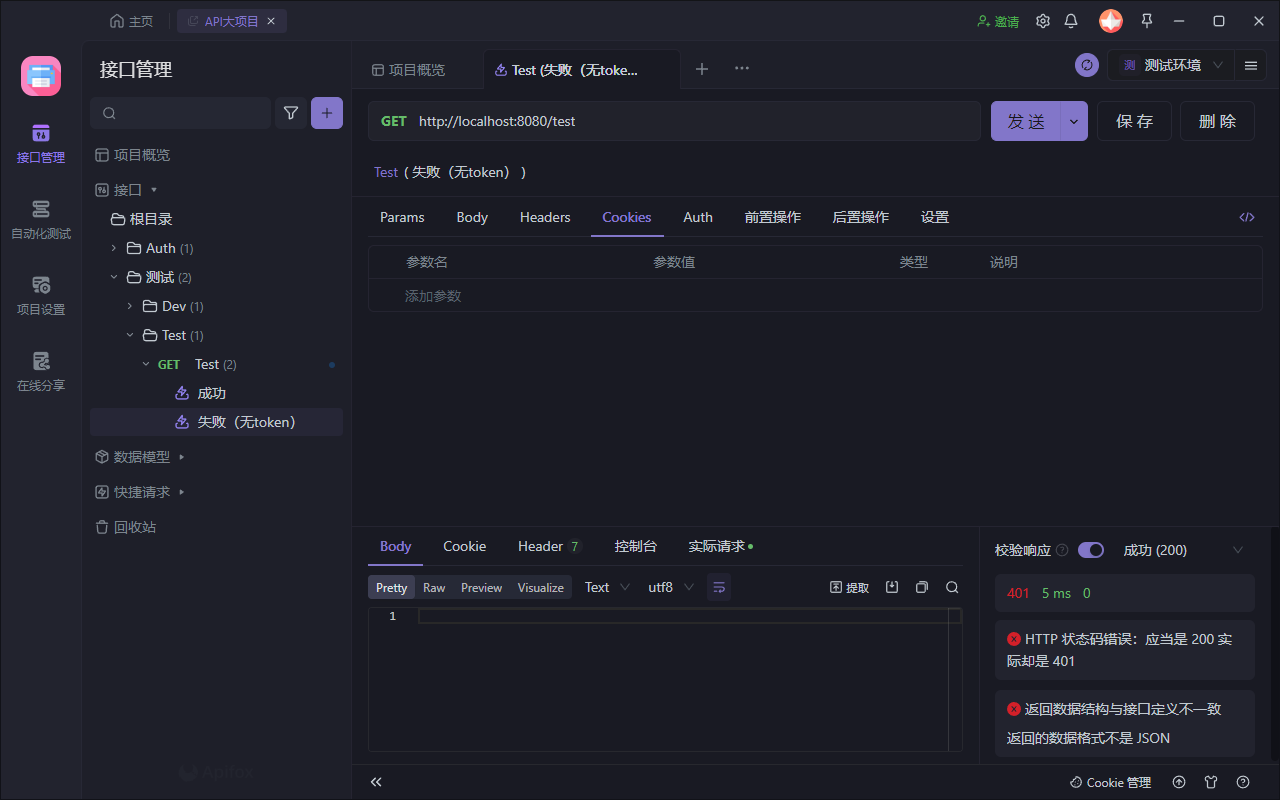 主页
API大项目
邀请
接口管理
自动化测试
项目设置
在线分享
接口管理
项目概览
接口
根目录
Auth (1)
测试 (2)
Dev (1)
Test (1)
GET Test (2)
成功
失败（无token）
数据模型
快捷请求
回收站
Apifox
项目概览
Test (失败（无toke...
测 测试环境
GET http://localhost:8080/test
发 送
保 存
删 除
Test ( 失败（无token） )
Params Body Headers Cookies Auth 前置操作 后置操作 设置
参数名 参数值 类型 说明
添加参数
Body Cookie Header 7 控制台 实际请求
Pretty Raw Preview Visualize Text utf8 提取
1
校验响应 成功 (200)
401 5 ms 0
HTTP 状态码错误：应当是 200 实
际却是 401
返回数据结构与接口定义不一致
返回的数据格式不是 JSON
Cookie 管理